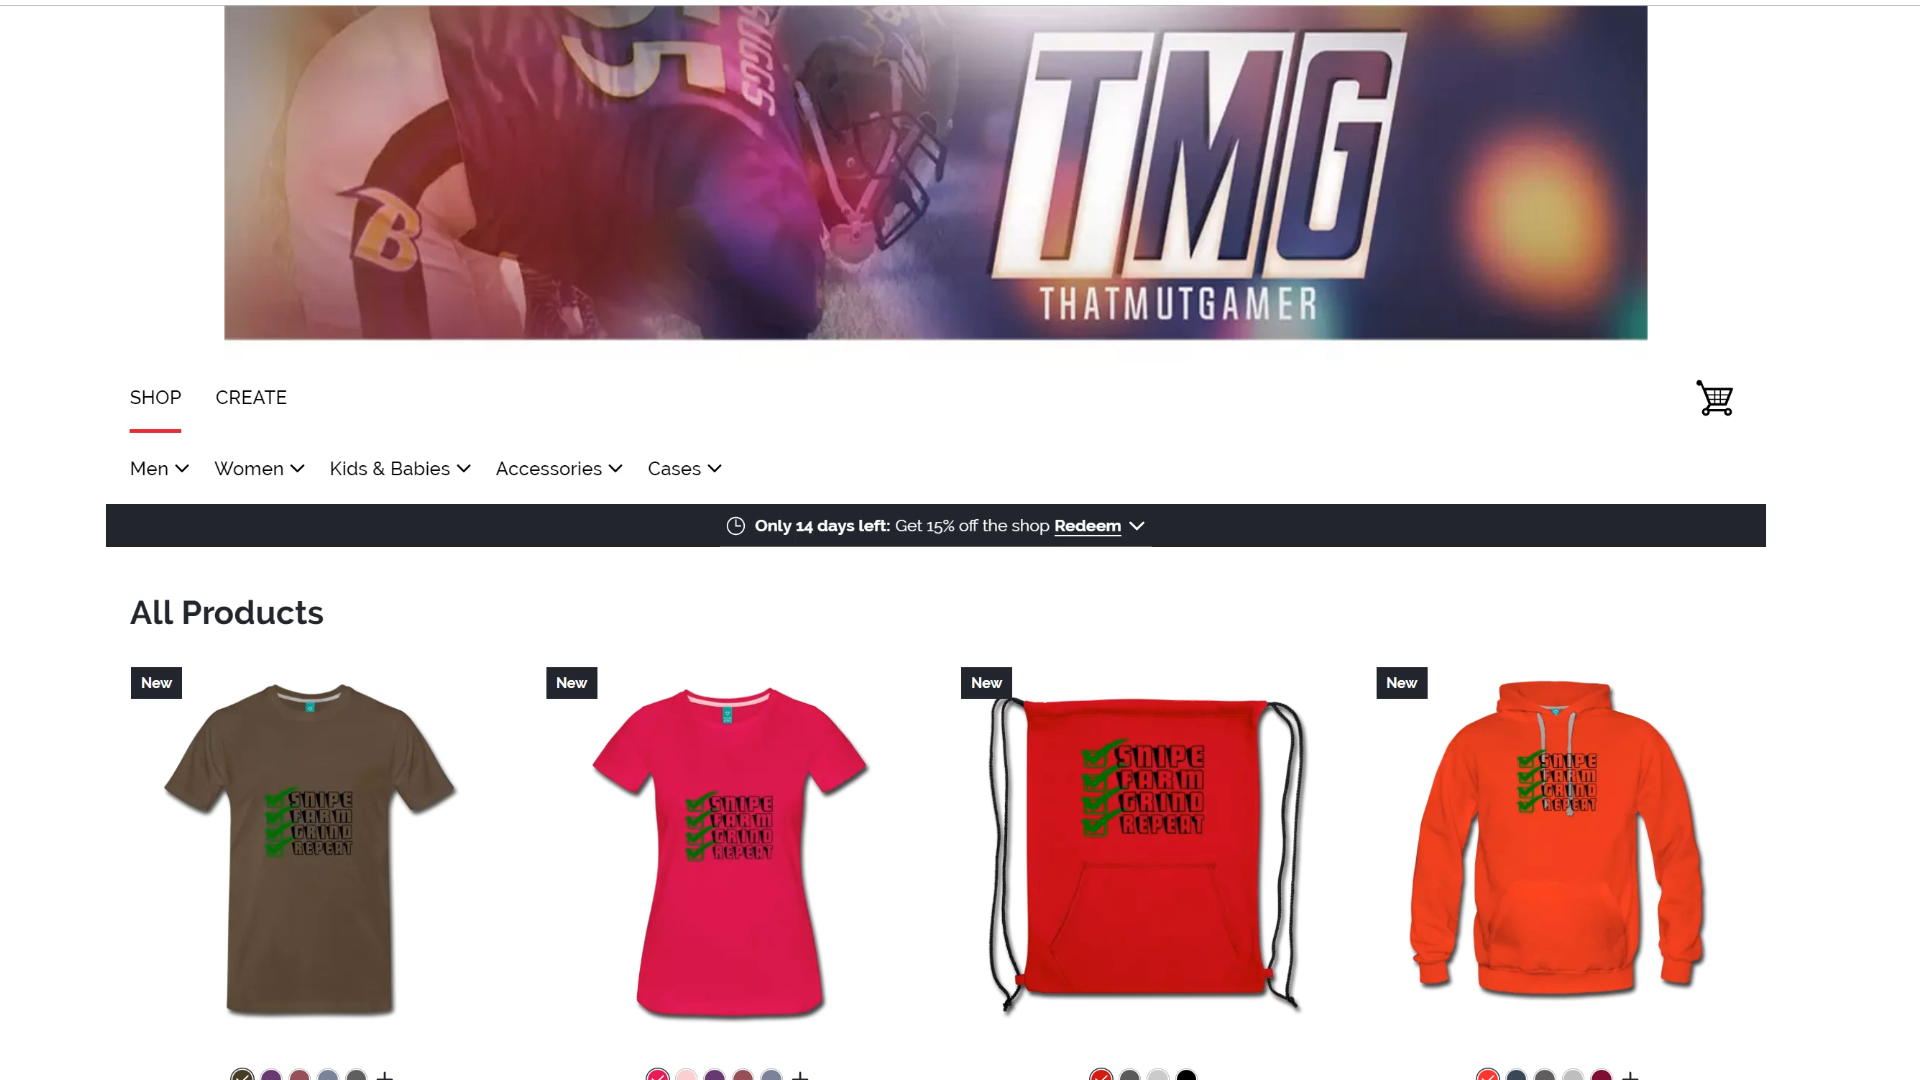 SUGGS
TMG
THATMUTGAMER
SHOP CREATE
Men Women Kids & Babies Accessories Cases
Only 14 days left: Get 15% off the shop Redeem
All Products
New New New New
SNIPE
FARM
GRIND
REPEAT
SNIPE
FARM
GRIND
REPEAT
SNIPE
FARM
GRIND
REPEAT
SNIPE
FARM
GRIND
REPEAT